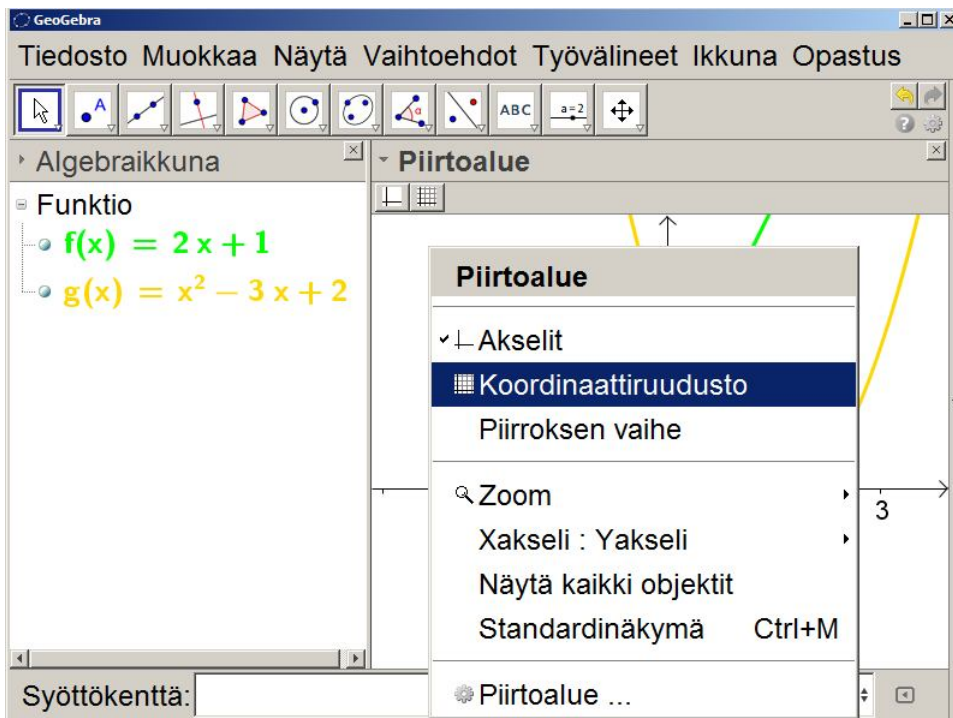 GeoGebra
Tiedosto Muokkaa Näytä Vaihtoehdot Työvälineet Ikkuna Opastus
A α ABC a=2
Algebraikkuna
Piirtoalue
Funktio
f(x) = 2 x + 1
g(x) = x² − 3 x + 2
Piirtoalue
Akselit
Koordinaattiruudusto
Piirroksen vaihe
Zoom
Xakseli : Yakseli
Näytä kaikki objektit
Standardinäkymä Ctrl+M
Piirtoalue ...
3
Syöttökenttä: